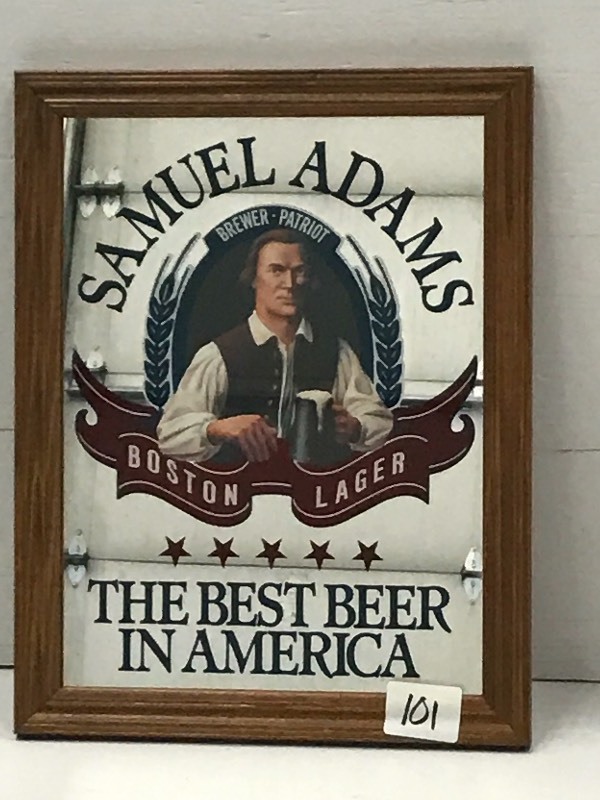 SAMUEL ADAMS
BREWER · PATRIOT
BOSTON LAGER
THE BEST BEER
IN AMERICA
101